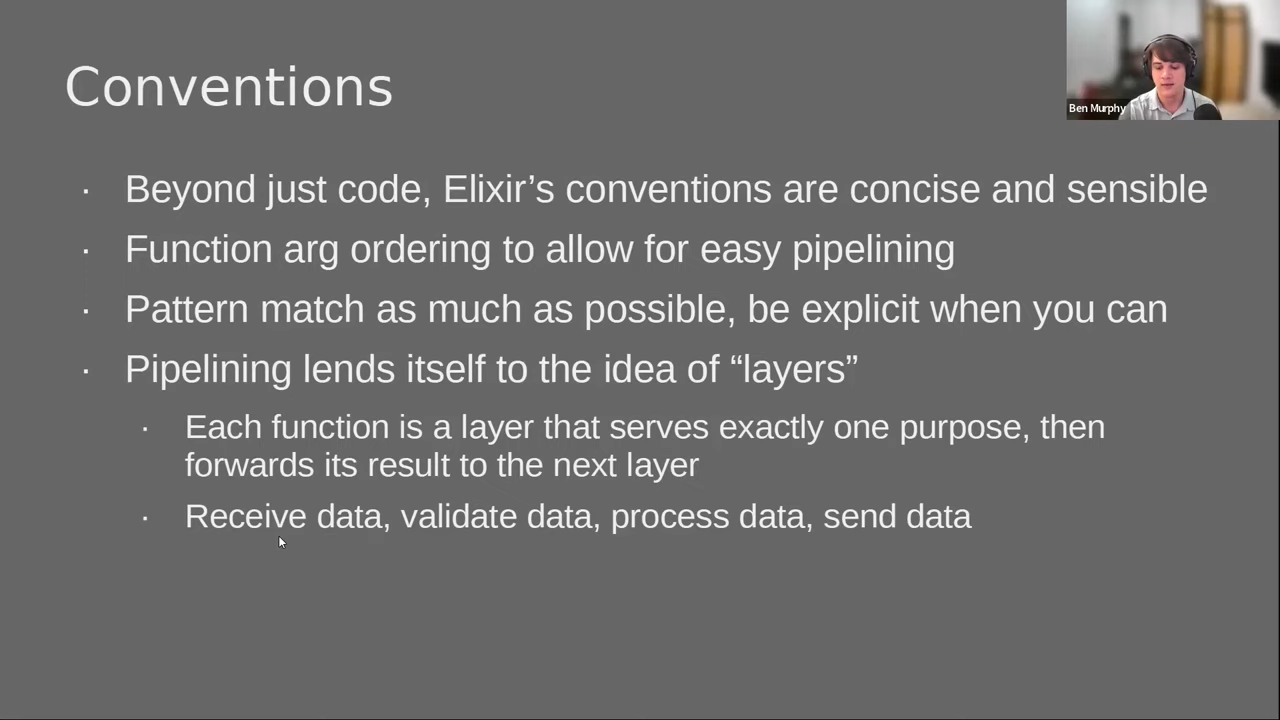 Conventions
Ben Murphy
· Beyond just code, Elixir’s conventions are concise and sensible
· Function arg ordering to allow for easy pipelining
· Pattern match as much as possible, be explicit when you can
· Pipelining lends itself to the idea of “layers”
· Each function is a layer that serves exactly one purpose, then
forwards its result to the next layer
· Receive data, validate data, process data, send data